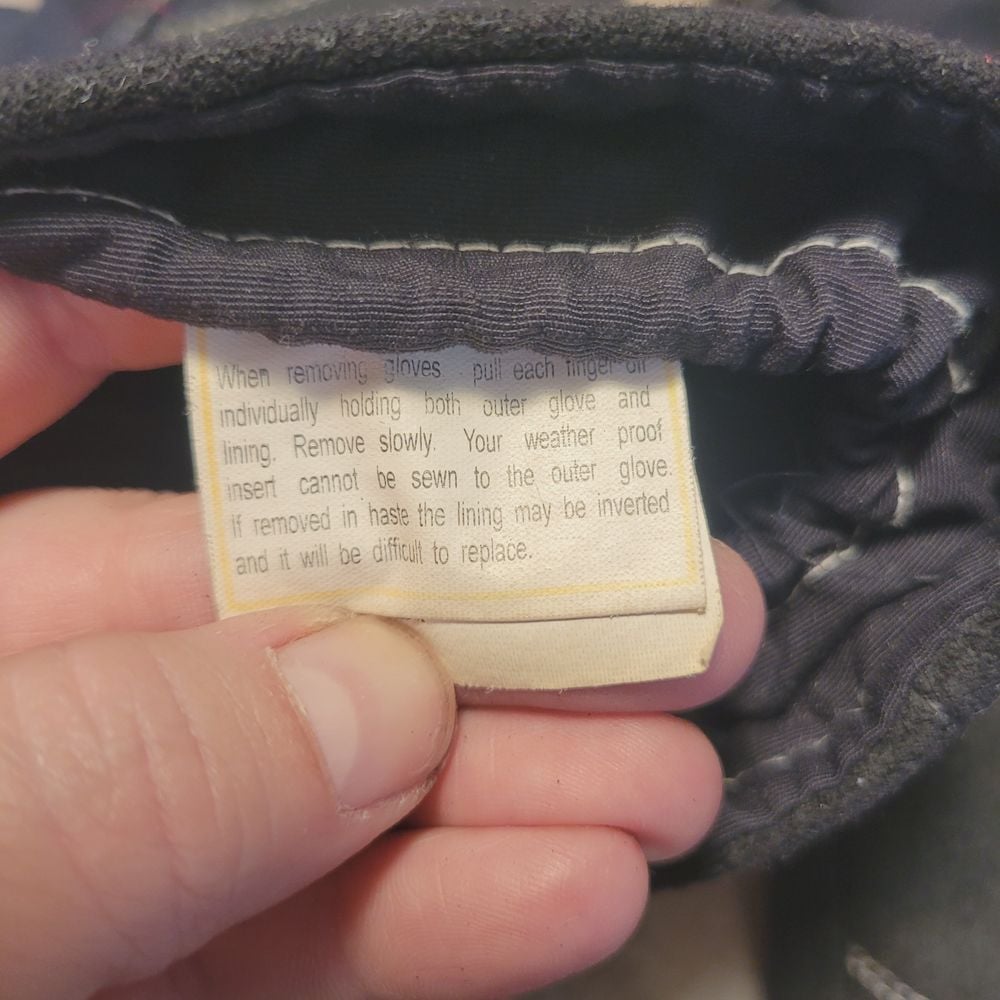 When removing gloves pull each finger off
individually holding both outer glove and
lining. Remove slowly. Your weather proof
insert cannot be sewn to the outer glove.
If removed in haste the lining may be inverted
and it will be difficult to replace.